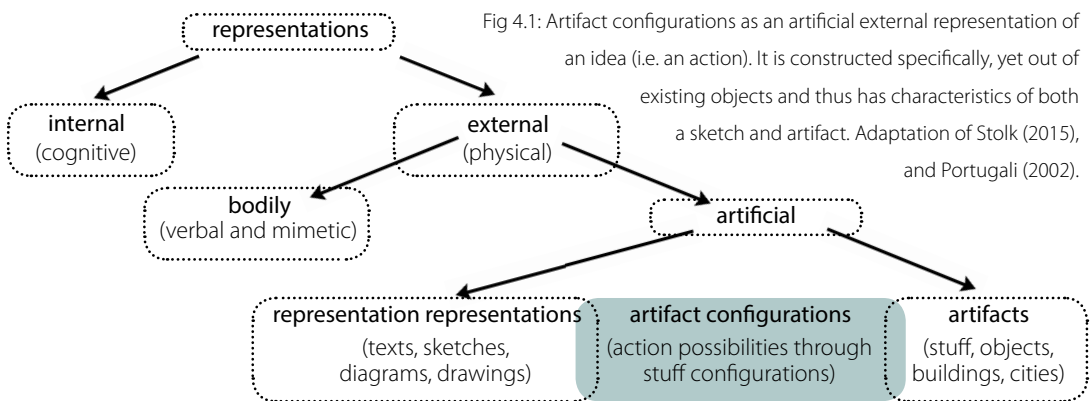 representations
Fig 4.1: Artifact configurations as an artificial external representation of
an idea (i.e. an action). It is constructed specifically, yet out of
existing objects and thus has characteristics of both
a sketch and artifact. Adaptation of Stolk (2015),
and Portugali (2002).
internal
(cognitive)
external
(physical)
bodily
(verbal and mimetic)
artificial
representation representations
(texts, sketches,
diagrams, drawings)
artifact configurations
(action possibilities through
stuff configurations)
artifacts
(stuff, objects,
buildings, cities)